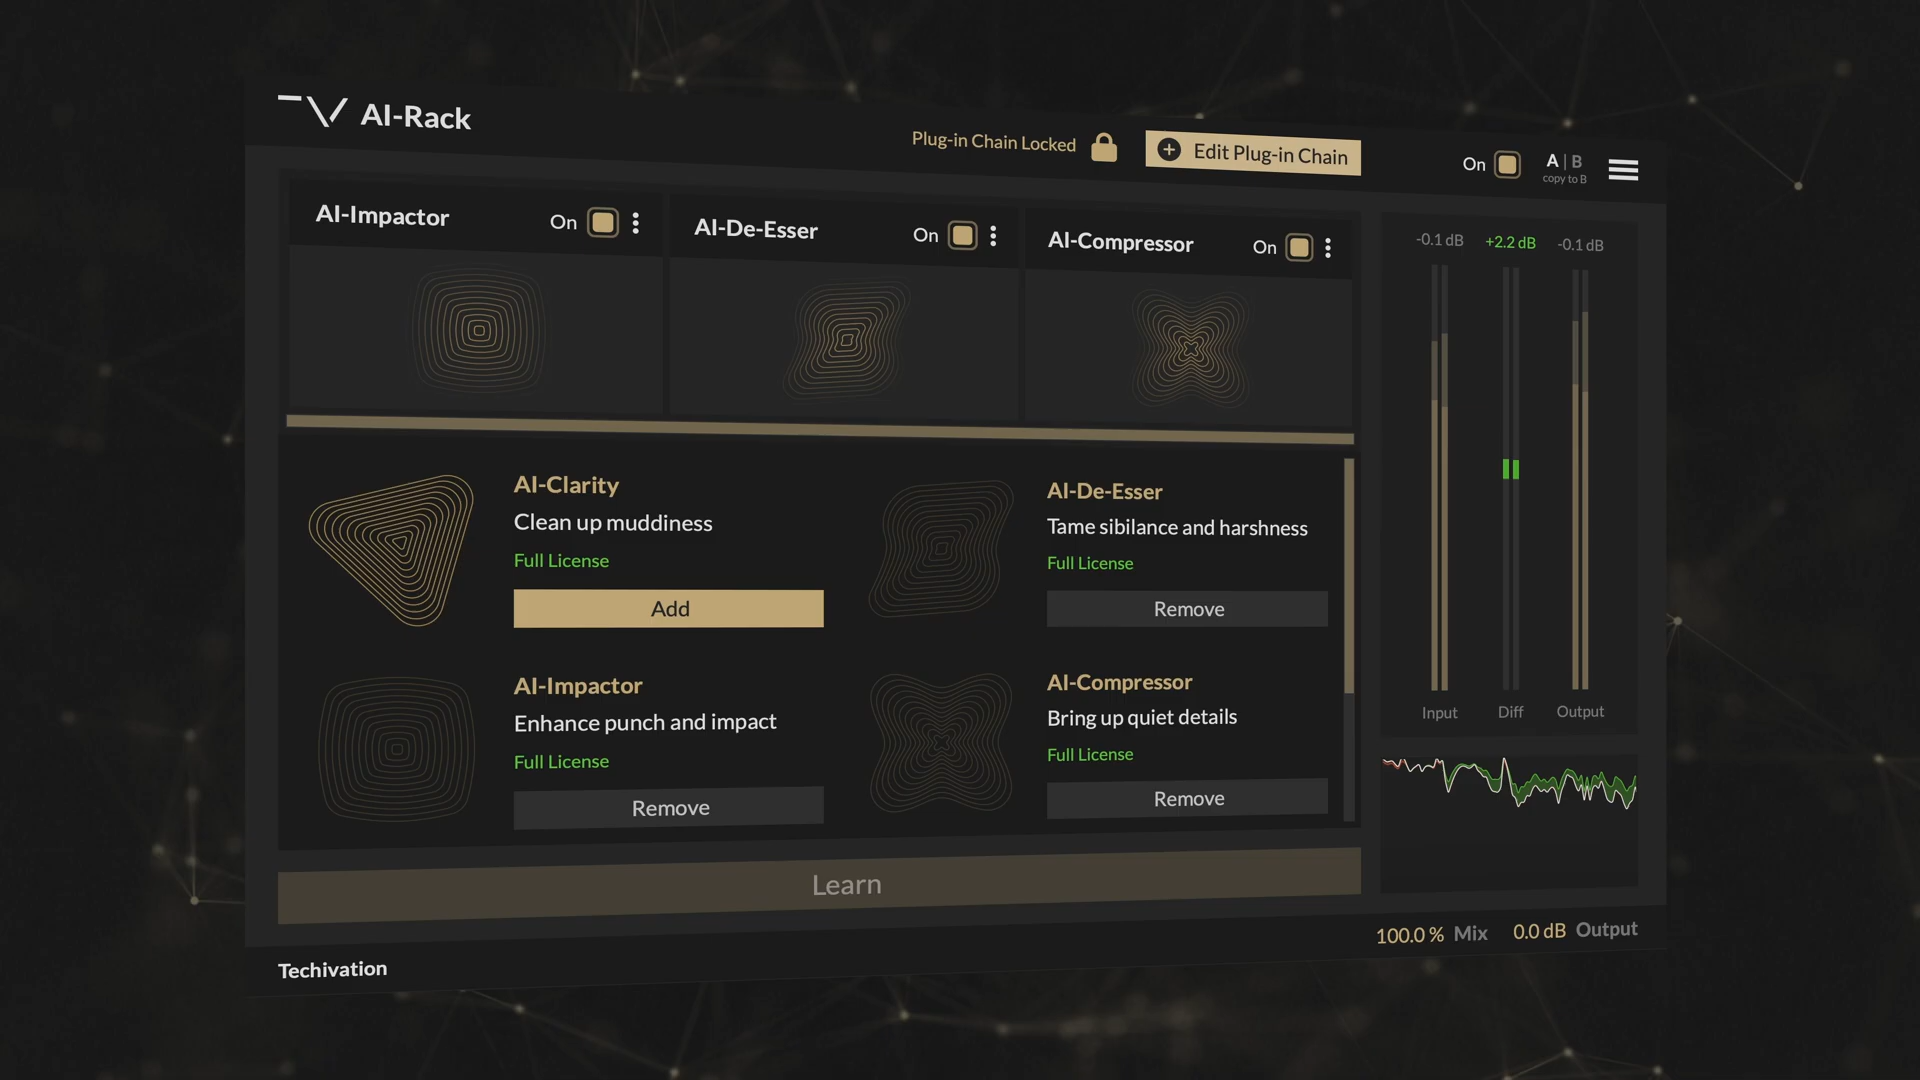 AI-Rack
Plug-in Chain Locked
Edit Plug-in Chain
On
A | B
copy to B
AI-Impactor
On
AI-De-Esser
On
AI-Compressor
On
-0.1 dB
+2.2 dB
-0.1 dB
AI-Clarity
Clean up muddiness
Full License
Add
AI-De-Esser
Tame sibilance and harshness
Full License
Remove
AI-Impactor
Enhance punch and impact
Full License
Remove
AI-Compressor
Bring up quiet details
Full License
Remove
Input
Diff
Output
Learn
100.0 % Mix
0.0 dB Output
Techivation